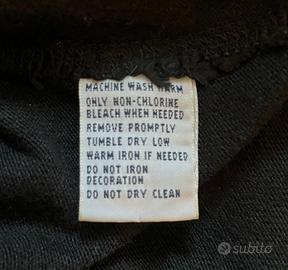 MACHINE WASH WARM
ONLY NON-CHLORINE
BLEACH WHEN NEEDED
REMOVE PROMPTLY
TUMBLE DRY LOW
WARM IRON IF NEEDED
DO NOT IRON
DECORATION
DO NOT DRY CLEAN
subito